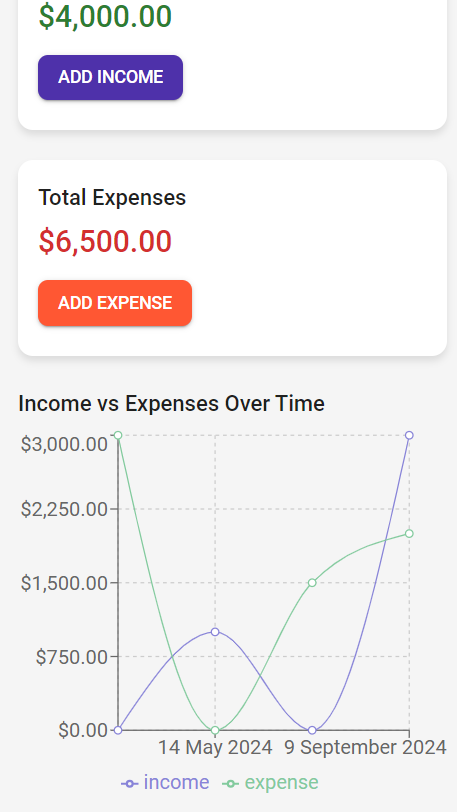 $4,000.00
ADD INCOME
Total Expenses
$6,500.00
ADD EXPENSE
Income vs Expenses Over Time
$3,000.00
$2,250.00
$1,500.00
$750.00
$0.00
14 May 2024 9 September 2024
income expense